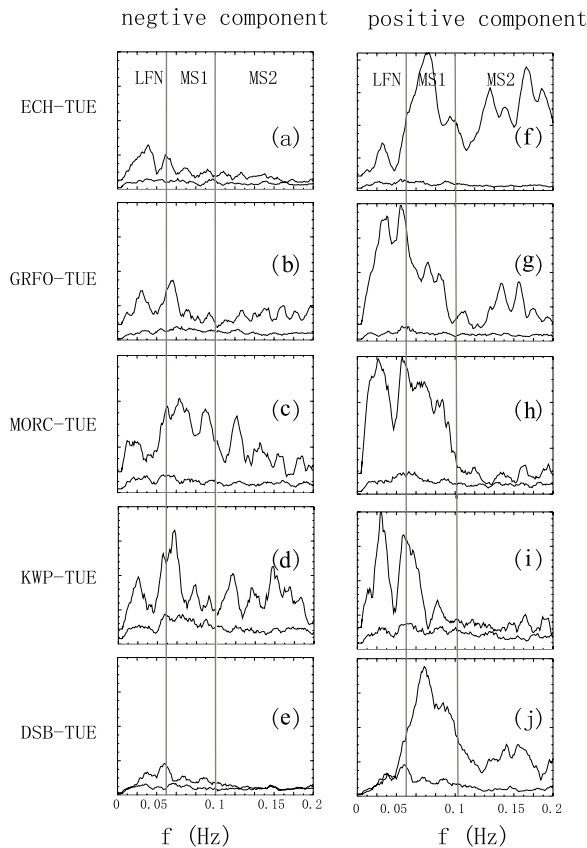 negtive component
positive component
ECH-TUE
LFN MS1 MS2
(a)
LFN MS1 MS2
(f)
GRFO-TUE
(b)
(g)
MORC-TUE
(c)
(h)
KWP-TUE
(d)
(i)
DSB-TUE
(e)
(j)
0 0.05 0.1 0.15 0.2
0 0.05 0.1 0.15 0.2
f (Hz)
f (Hz)